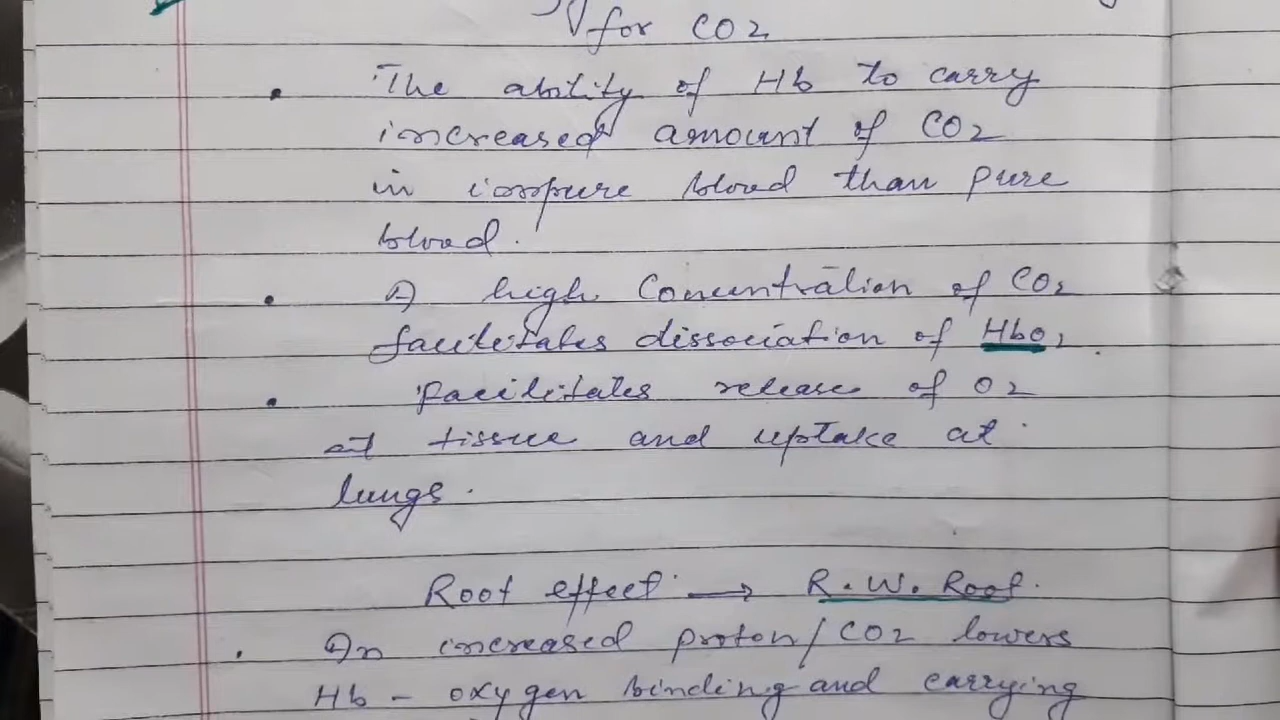 for CO2
• The ability of Hb to carry
increased amount of CO2
in impure blood than pure
blood.
• A high Concentration of CO2
facilitates dissociation of HbO2.
• Facilitates release of O2
at tissue and uptake at
lungs.
Root effect → R.W. Root.
• An increased proton/CO2 lowers
Hb - oxygen binding and carrying